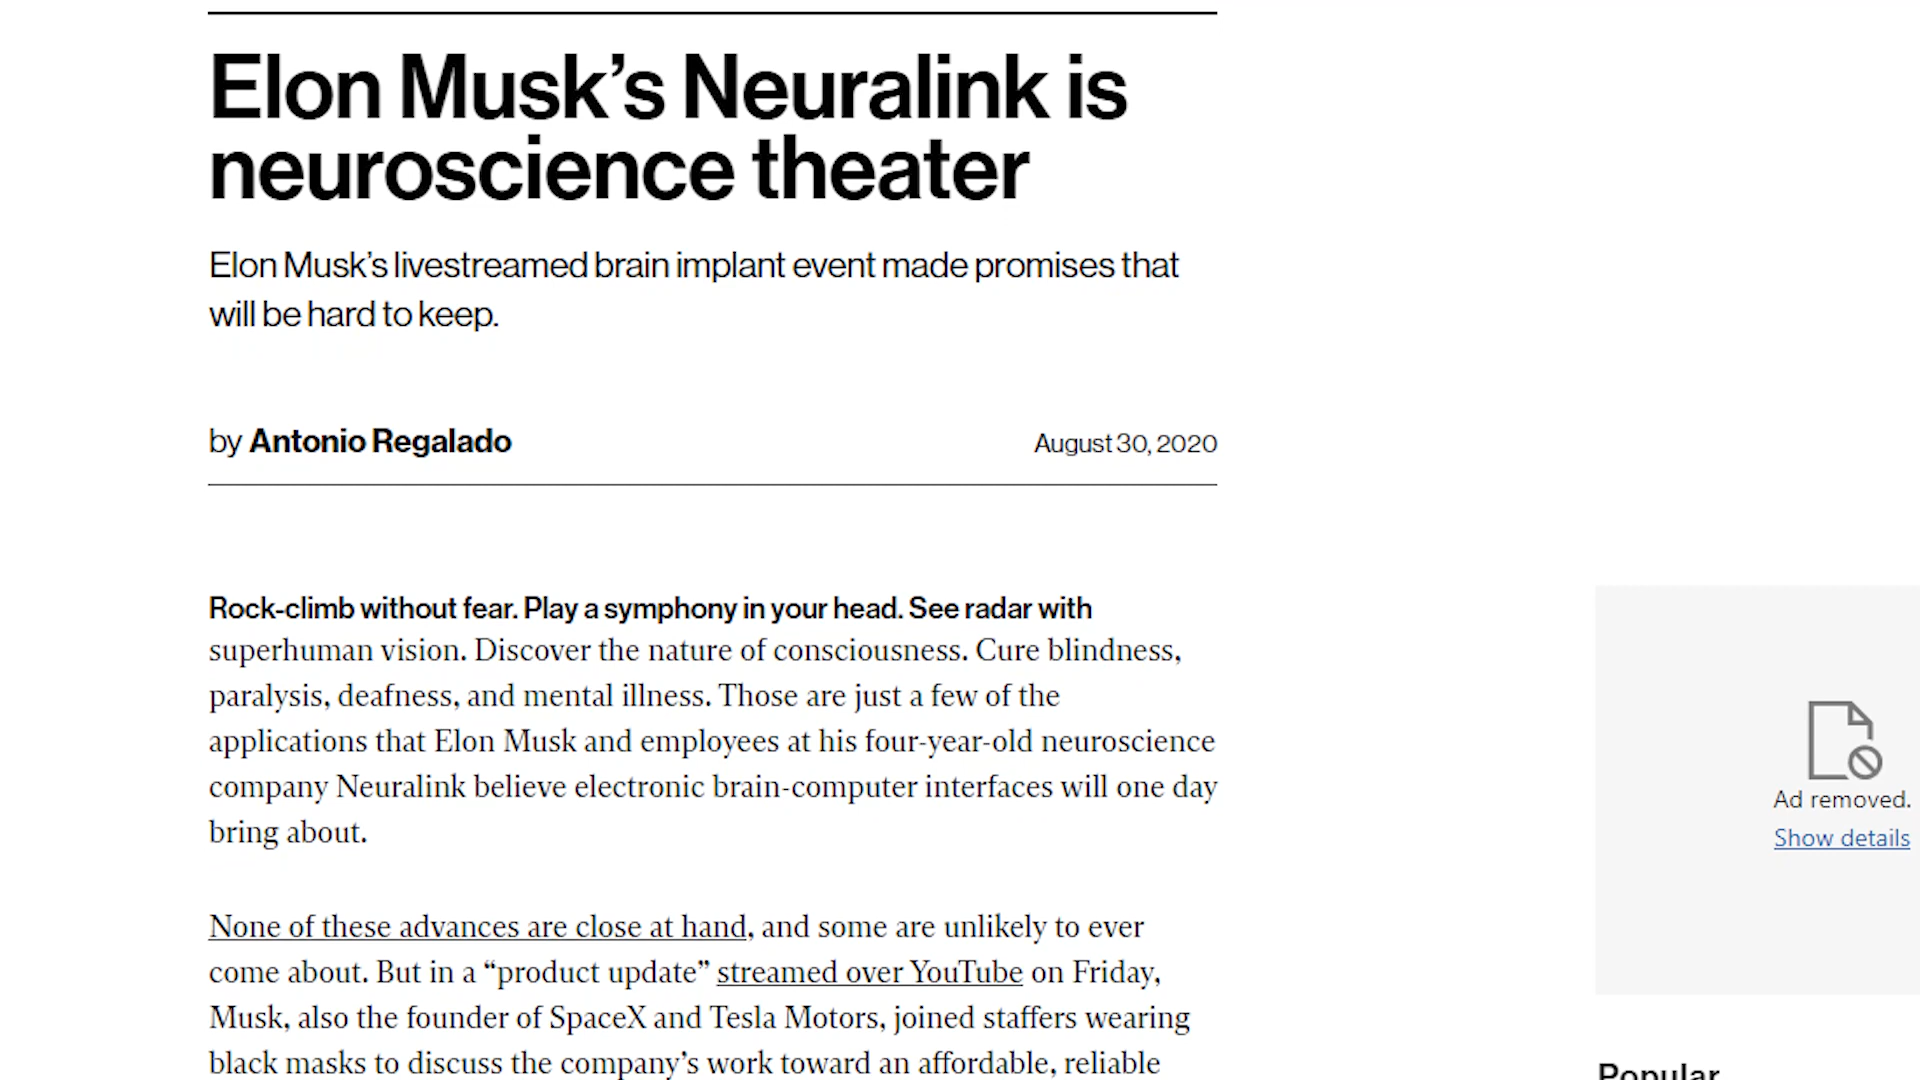 Elon Musk’s Neuralink is
neuroscience theater
Elon Musk’s livestreamed brain implant event made promises that
will be hard to keep.
by Antonio Regalado
August 30, 2020
Rock-climb without fear. Play a symphony in your head. See radar with
superhuman vision. Discover the nature of consciousness. Cure blindness,
paralysis, deafness, and mental illness. Those are just a few of the
applications that Elon Musk and employees at his four-year-old neuroscience
company Neuralink believe electronic brain-computer interfaces will one day
bring about.
None of these advances are close at hand, and some are unlikely to ever
come about. But in a “product update” streamed over YouTube on Friday,
Musk, also the founder of SpaceX and Tesla Motors, joined staffers wearing
black masks to discuss the company’s work toward an affordable, reliable
Ad removed.
Show details
Popular